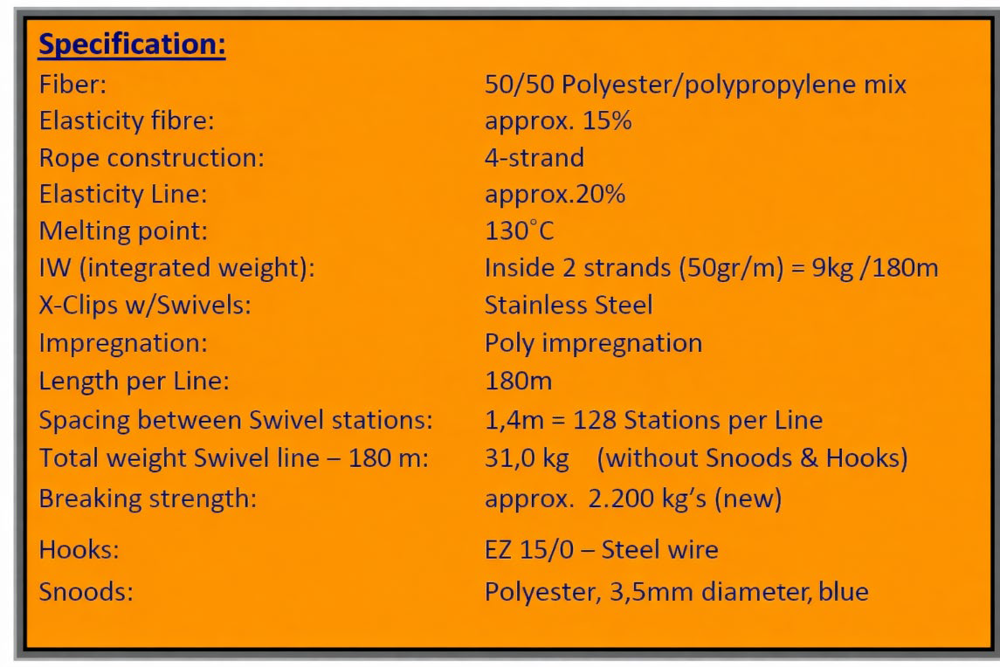 Specification:
Fiber: 50/50 Polyester/polypropylene mix
Elasticity fibre: approx. 15%
Rope construction: 4-strand
Elasticity Line: approx.20%
Melting point: 130°C
IW (integrated weight): Inside 2 strands (50gr/m) = 9kg /180m
X-Clips w/Swivels: Stainless Steel
Impregnation: Poly impregnation
Length per Line: 180m
Spacing between Swivel stations: 1,4m = 128 Stations per Line
Total weight Swivel line – 180 m: 31,0 kg (without Snoods & Hooks)
Breaking strength: approx. 2.200 kg’s (new)
Hooks: EZ 15/0 – Steel wire
Snoods: Polyester, 3,5mm diameter, blue